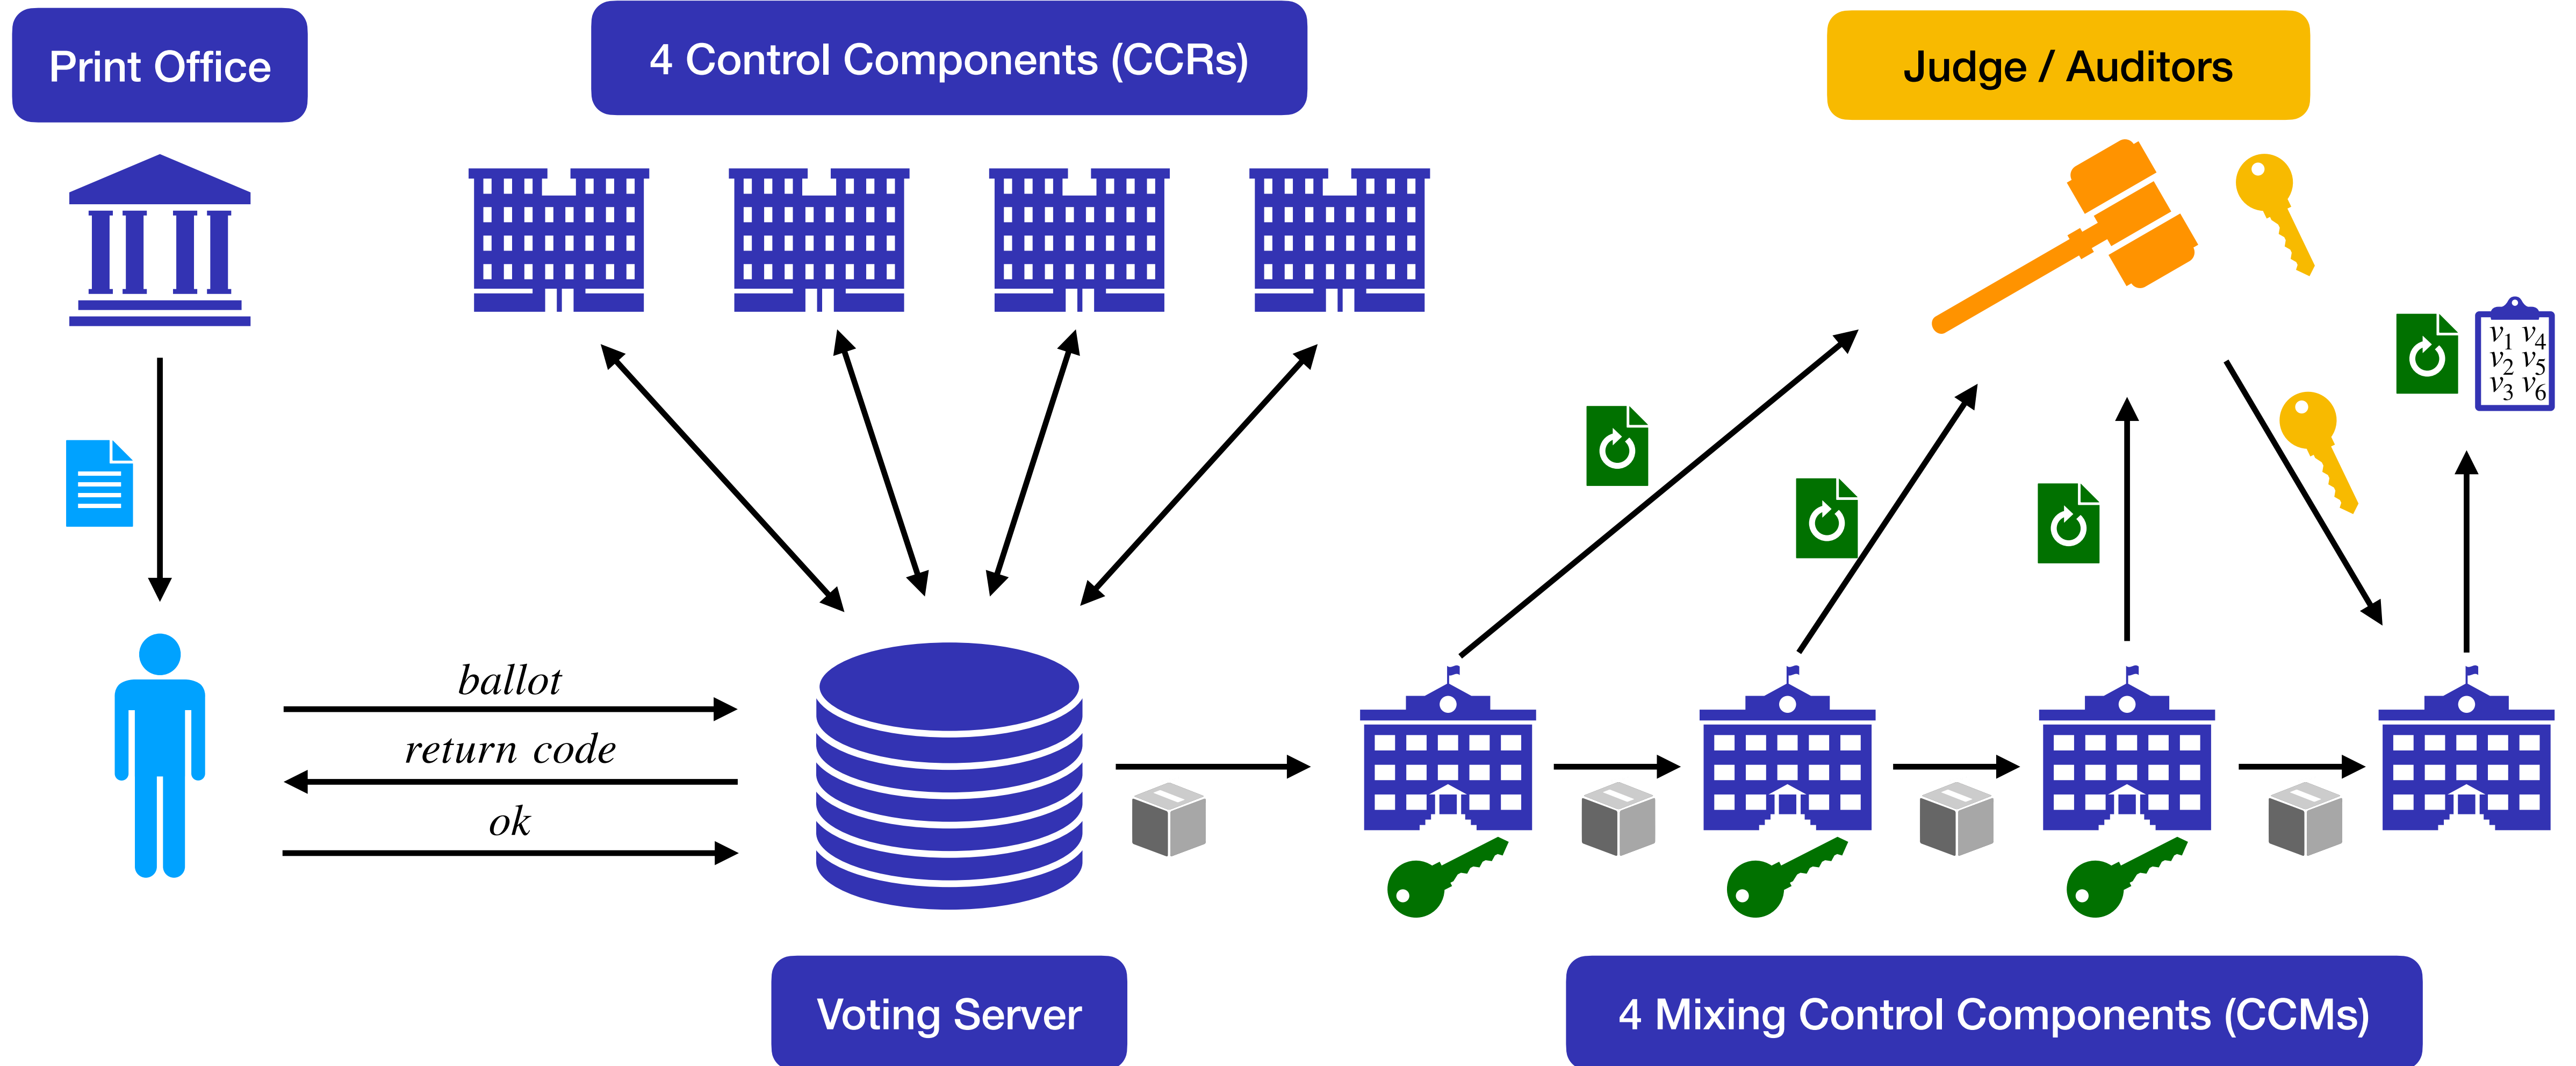 Print Office
4 Control Components (CCRs)
Judge / Auditors
v1 v4
v2 v5
v3 v6
ballot
return code
ok
Voting Server
4 Mixing Control Components (CCMs)